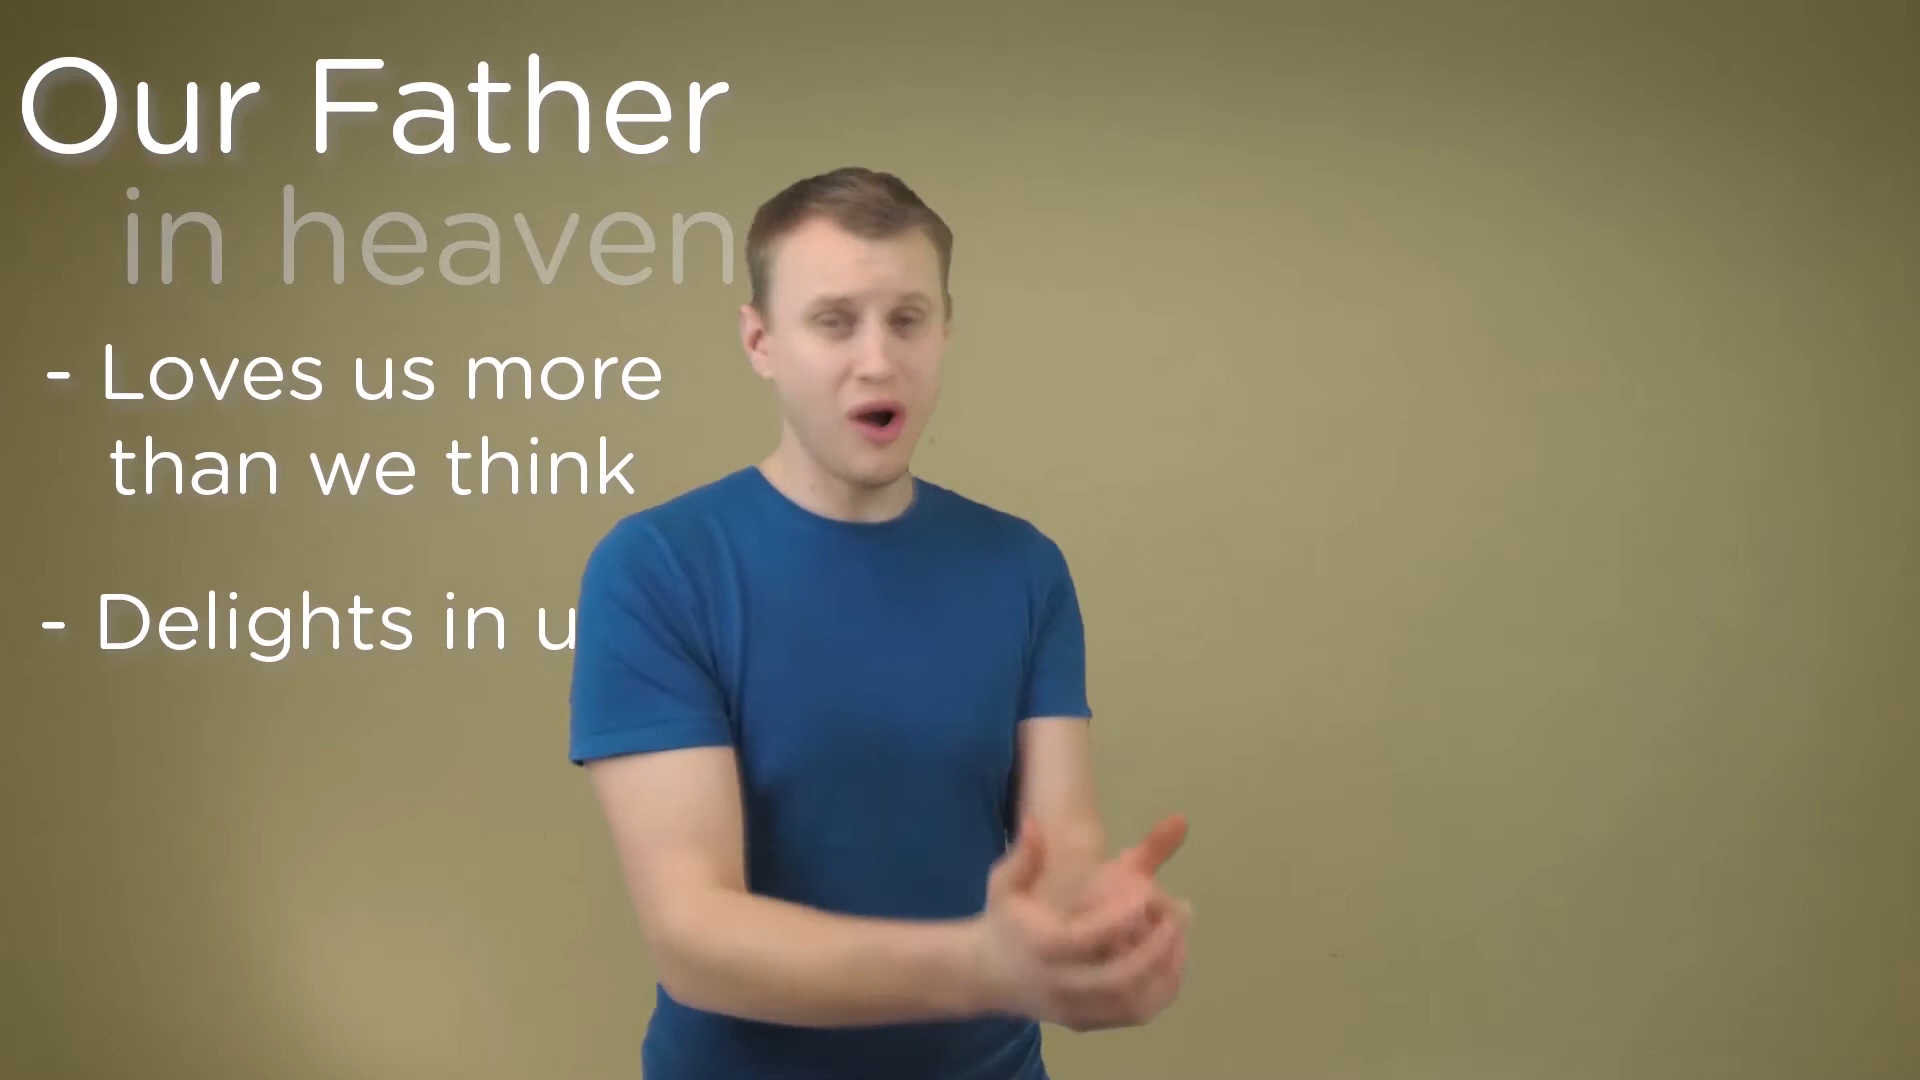 Our Father
in heaven
- Loves us more
than we think
- Delights in u